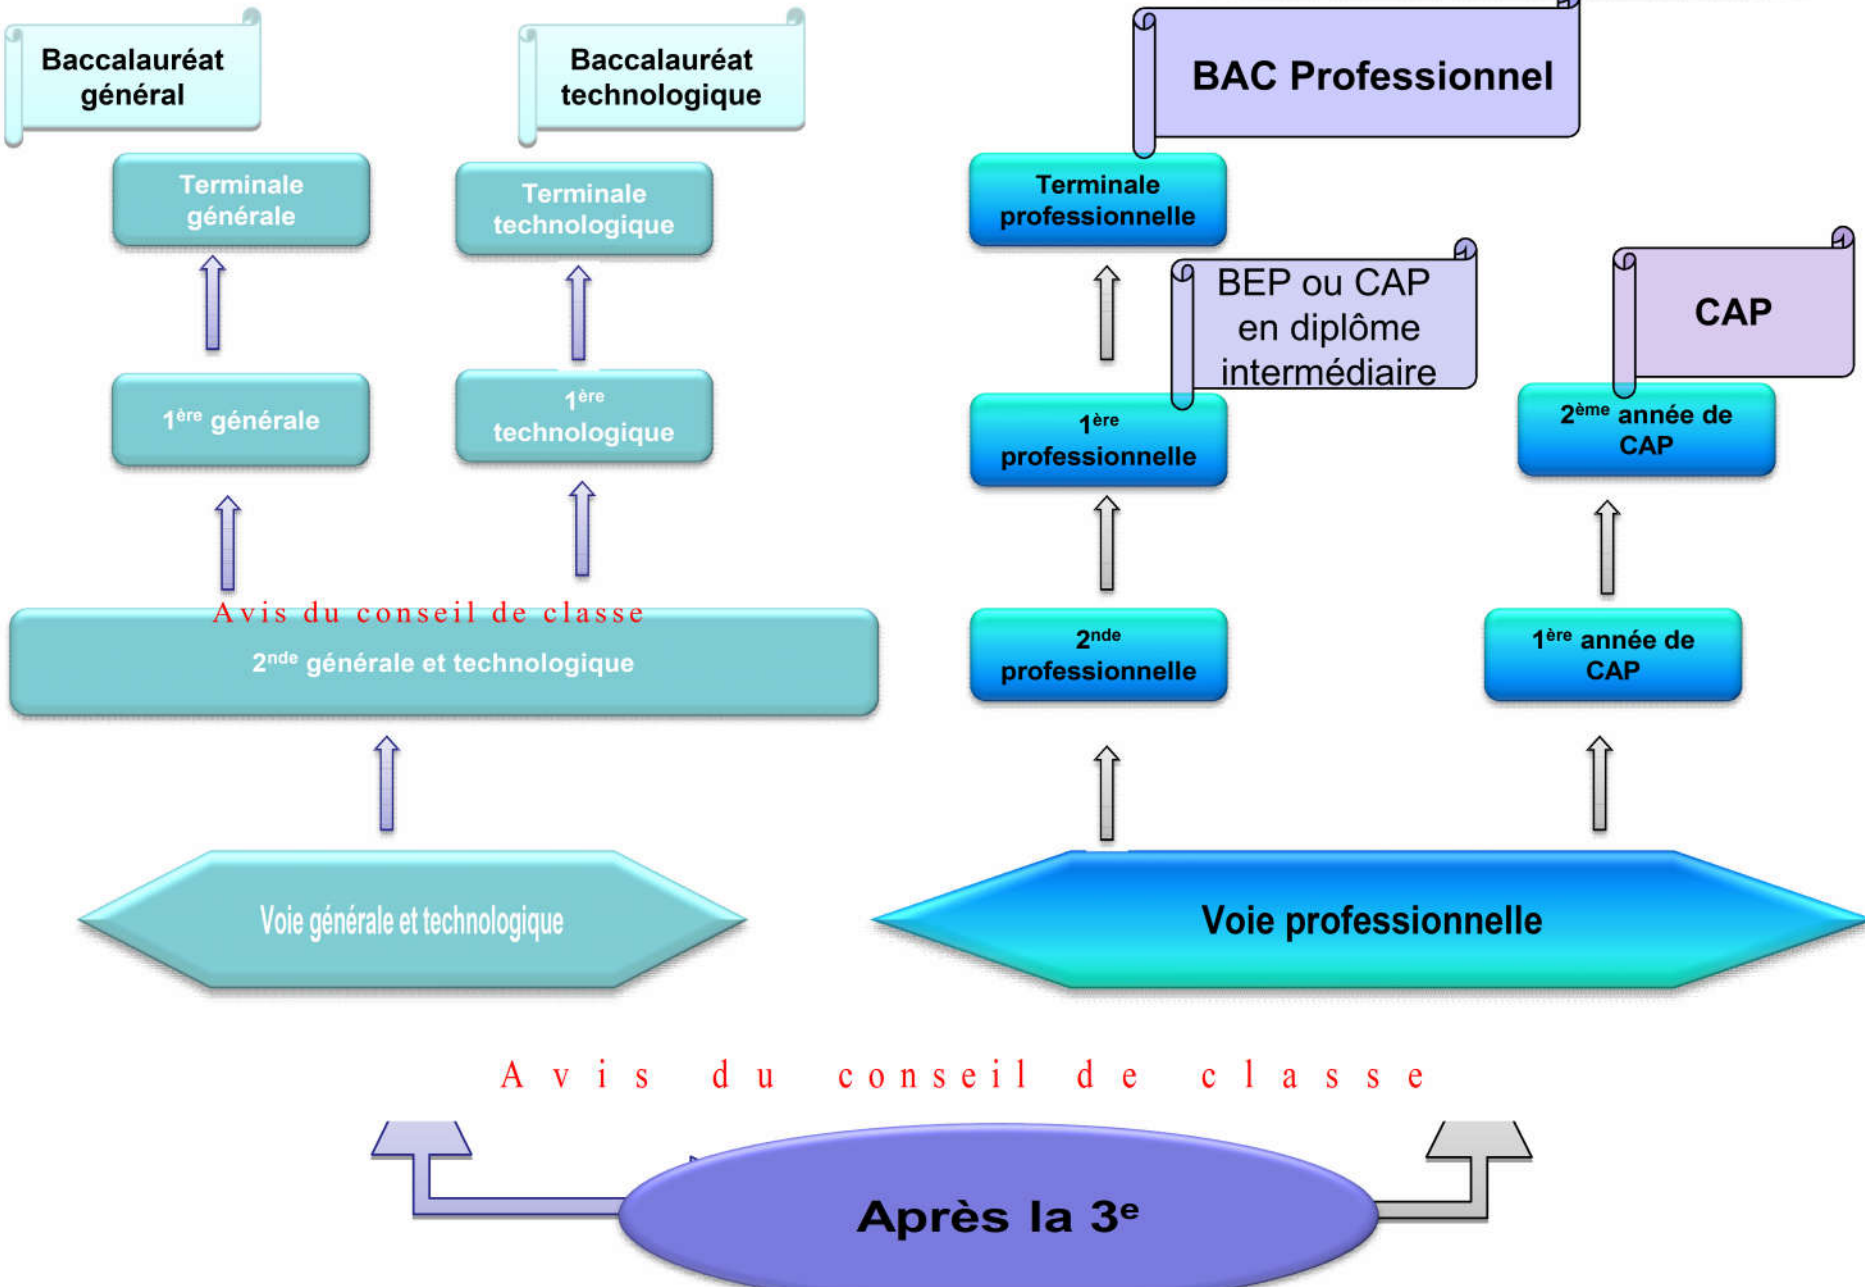 Baccalauréat
général
Baccalauréat
technologique
BAC Professionnel
Terminale
générale
Terminale
technologique
Terminale
professionnelle
BEP ou CAP
en diplôme
intermédiaire
CAP
1ère générale
1ère
technologique
1ère
professionnelle
2ème année de
CAP
Avis du conseil de classe
2nde générale et technologique
2nde
professionnelle
1ère année de
CAP
Voie générale et technologique
Voie professionnelle
Avis du conseil de classe
Après la 3e